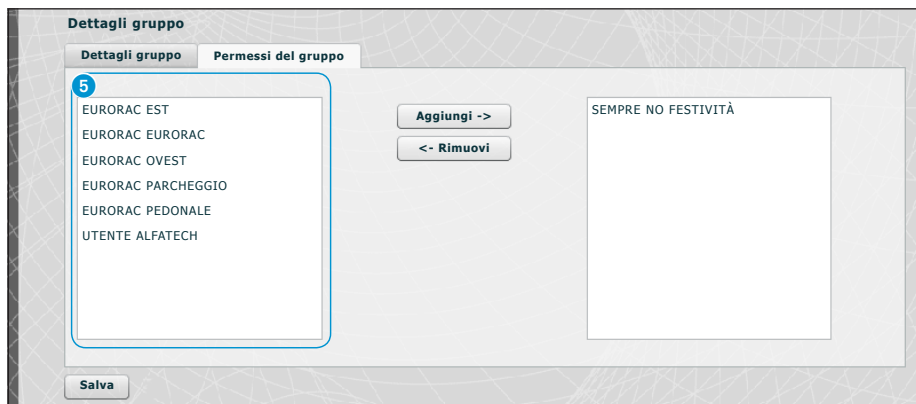 Dettagli gruppo
Dettagli gruppo
Permessi del gruppo
5
EURORAC EST
EURORAC EURORAC
EURORAC OVEST
EURORAC PARCHEGGIO
EURORAC PEDONALE
UTENTE ALFATECH
Aggiungi ->
<- Rimuovi
SEMPRE NO FESTIVITÀ
Salva